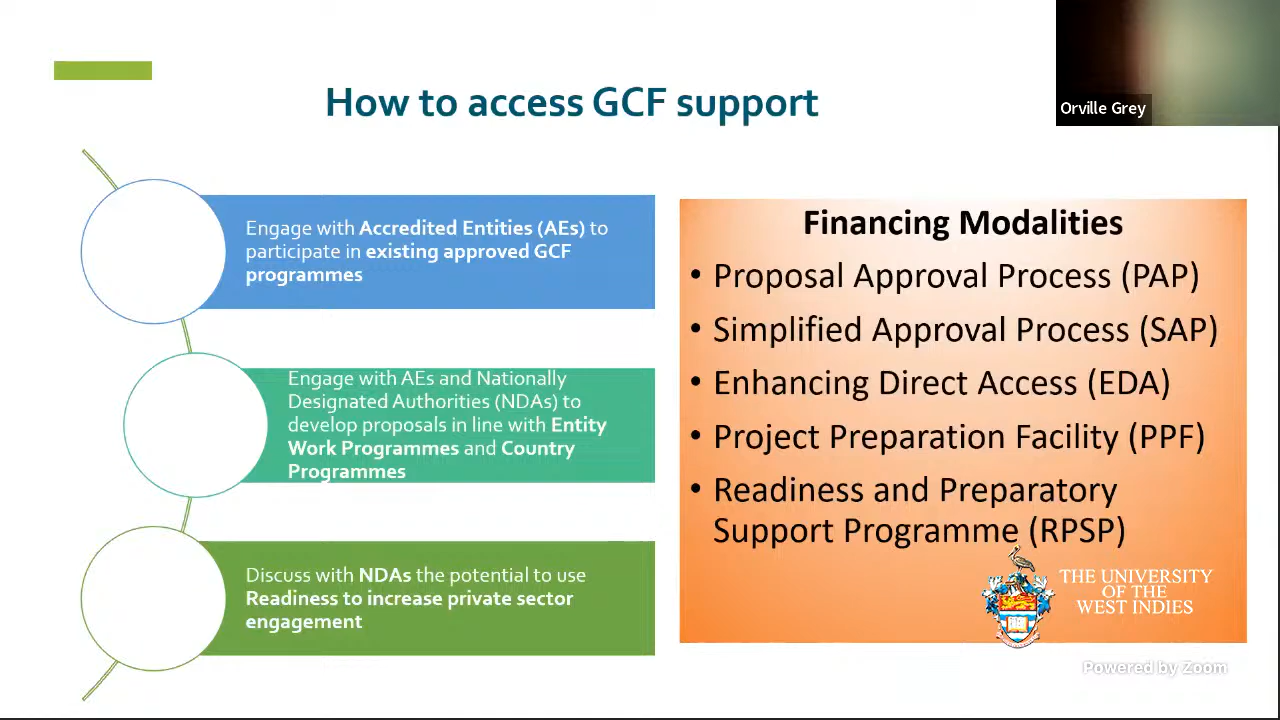 How to access GCF support
Orville Grey
Engage with Accredited Entities (AEs) to
participate in existing approved GCF
programmes
Engage with AEs and Nationally
Designated Authorities (NDAs) to
develop proposals in line with Entity
Work Programmes and Country
Programmes
Discuss with NDAs the potential to use
Readiness to increase private sector
engagement
Financing Modalities
• Proposal Approval Process (PAP)
• Simplified Approval Process (SAP)
• Enhancing Direct Access (EDA)
• Project Preparation Facility (PPF)
• Readiness and Preparatory
Support Programme (RPSP)
THE UNIVERSITY
OF THE
WEST INDIES
Powered by Zoom